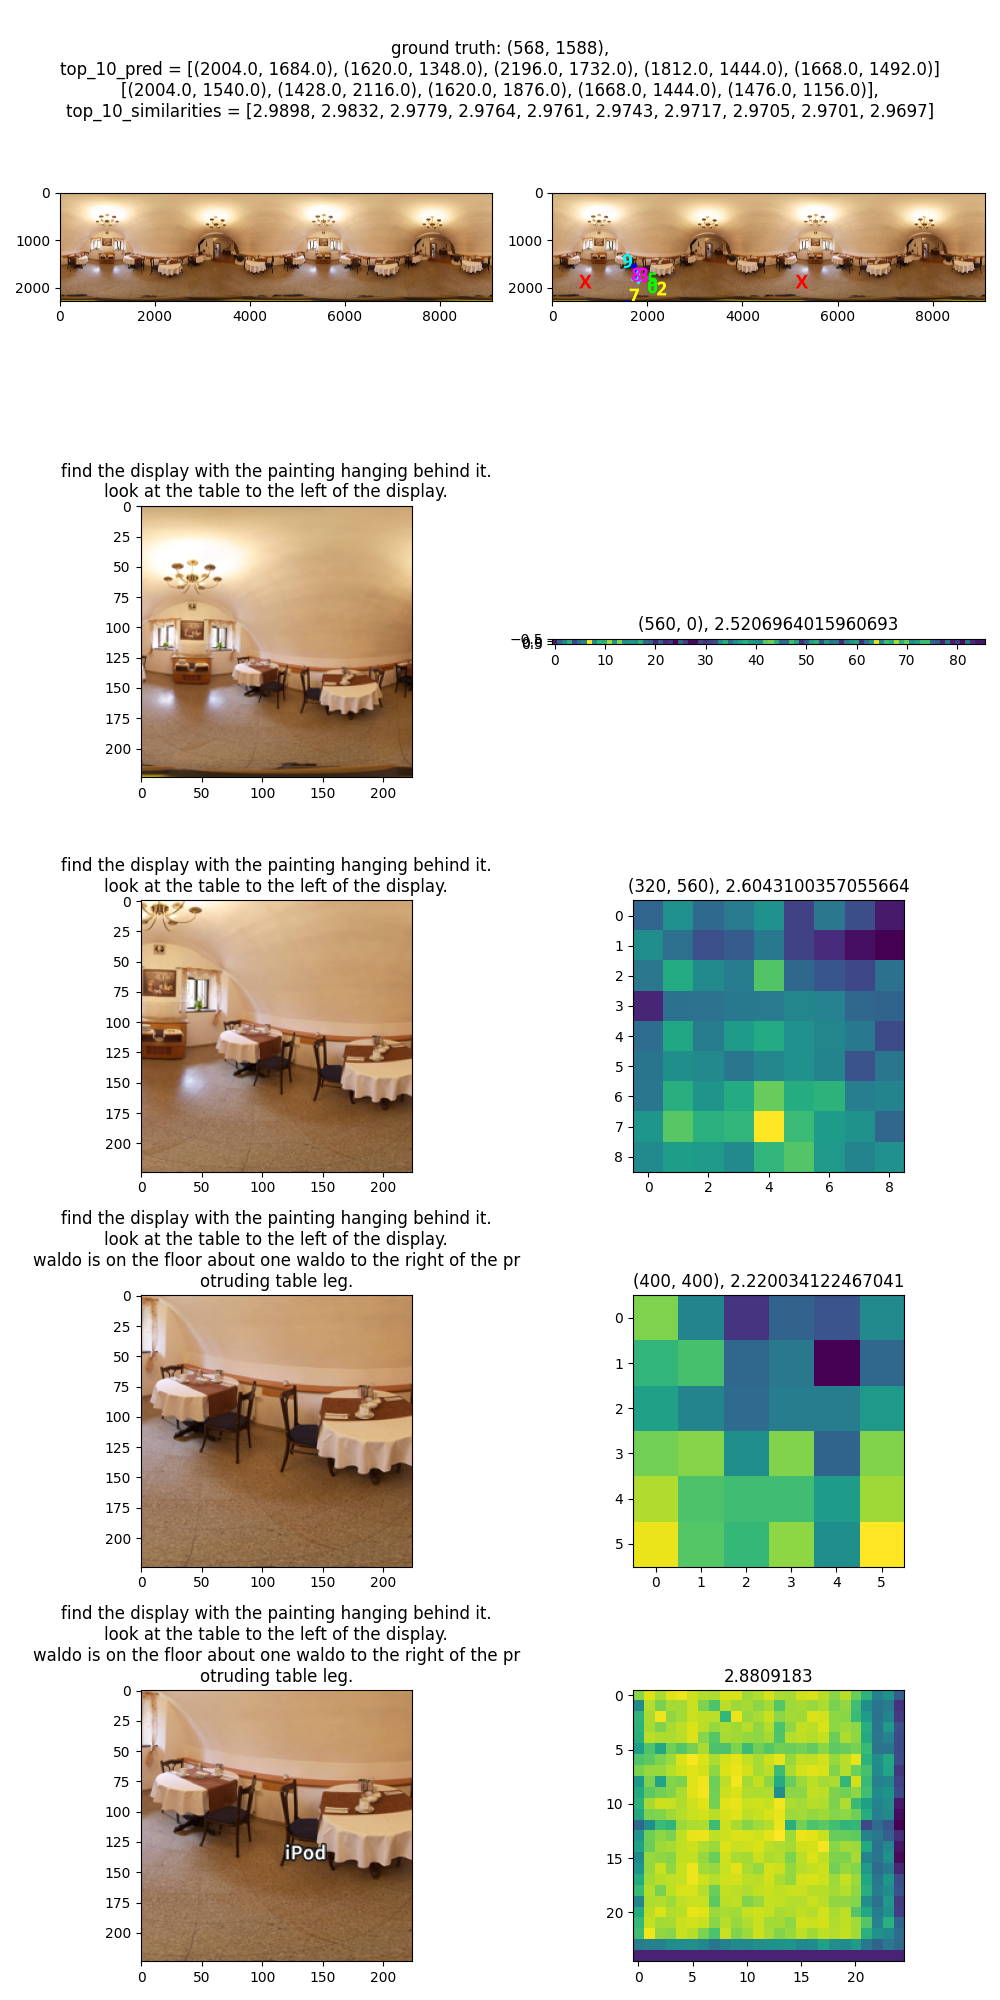 ground truth: (568, 1588),
top_10_pred = [(2004.0, 1684.0), (1620.0, 1348.0), (2196.0, 1732.0), (1812.0, 1444.0), (1668.0, 1492.0)]
[(2004.0, 1540.0), (1428.0, 2116.0), (1620.0, 1876.0), (1668.0, 1444.0), (1476.0, 1156.0)],
top_10_similarities = [2.9898, 2.9832, 2.9779, 2.9764, 2.9761, 2.9743, 2.9717, 2.9705, 2.9701, 2.9697]
0
1000
2000
0 2000 4000 6000 8000
0
1000
2000
9
X
7
2
X
0 2000 4000 6000 8000
find the display with the painting hanging behind it.
look at the table to the left of the display.
0
25
50
75
100
125
150
175
200
0 50 100 150 200
(560, 0), 2.5206964015960693
−0.5
0.5
0 10 20 30 40 50 60 70 80
find the display with the painting hanging behind it.
look at the table to the left of the display.
0
25
50
75
100
125
150
175
200
0 50 100 150 200
(320, 560), 2.6043100357055664
0
1
2
3
4
5
6
7
8
0 2 4 6 8
find the display with the painting hanging behind it.
look at the table to the left of the display.
waldo is on the floor about one waldo to the right of the pr
otruding table leg.
0
25
50
75
100
125
150
175
200
0 50 100 150 200
(400, 400), 2.220034122467041
0
1
2
3
4
5
0 1 2 3 4 5
find the display with the painting hanging behind it.
look at the table to the left of the display.
waldo is on the floor about one waldo to the right of the pr
otruding table leg.
0
25
50
75
100
125
150
175
200
iPod
0 50 100 150 200
2.8809183
0
5
10
15
20
0 5 10 15 20